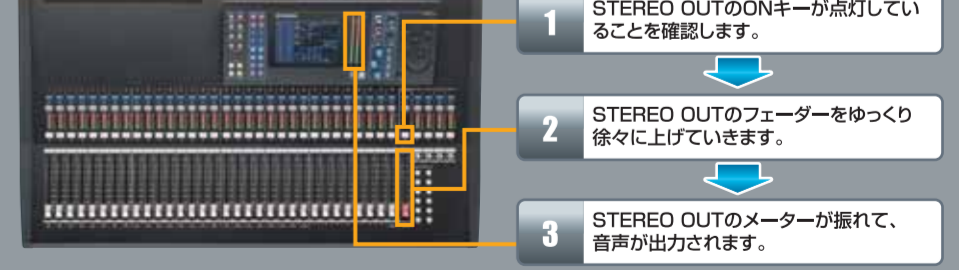 1
STEREO OUTのONキーが点灯してい
ることを確認します。
2
STEREO OUTのフェーダーをゆっくり
徐々に上げていきます。
3
STEREO OUTのメーターが振れて、
音声が出力されます。